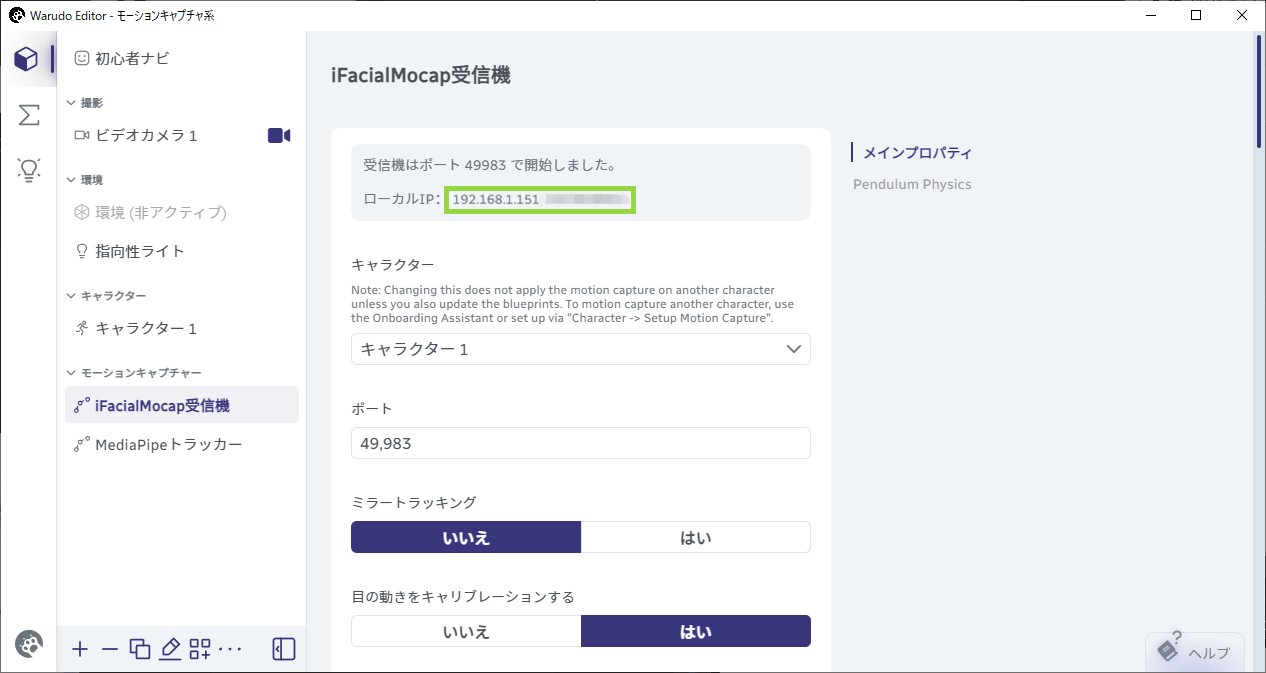 Warudo Editor - モーションキャプチャ系
初心者ナビ
撮影
ビデオカメラ 1
環境
環境 (非アクティブ)
指向性ライト
キャラクター
キャラクター 1
モーションキャプチャー
iFacialMocap受信機
MediaPipeトラッカー
iFacialMocap受信機
受信機はポート 49983 で開始しました。
ローカルIP: 192.168.1.151
キャラクター
Note: Changing this does not apply the motion capture on another character
unless you also update the blueprints. To motion capture another character, use
the Onboarding Assistant or set up via "Character -> Setup Motion Capture".
キャラクター 1
ポート
49,983
ミラートラッキング
いいえ はい
目の動きをキャリブレーションする
いいえ はい
メインプロパティ
Pendulum Physics
? ヘルプ